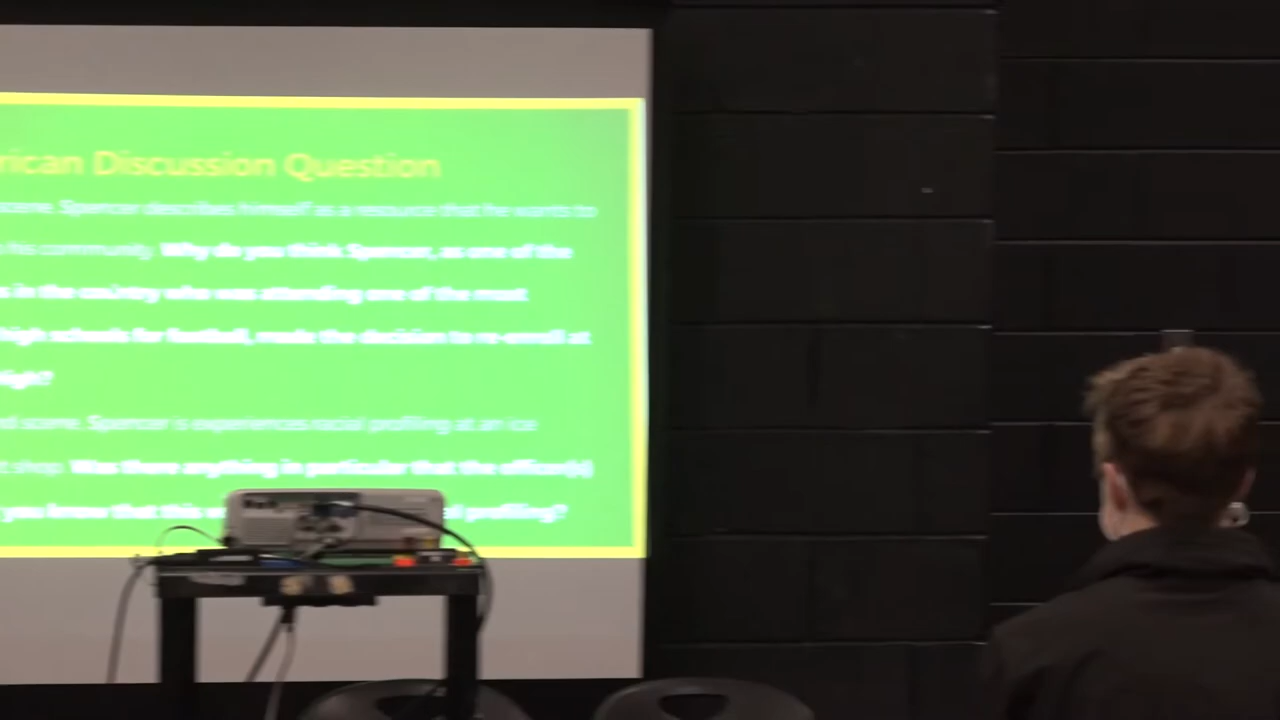 rican Discussion Question
scene. Spencer describes himself as a resource that he wants to
his community. Why do you think Spencer, as one of the
s in the country who was attending one of the most
high schools for football, made the decision to re-enroll at
d scene. Spencer is experiences racial profiling at an ice
shop. Was there anything in particular that the officer(s)
you know that this profiling?